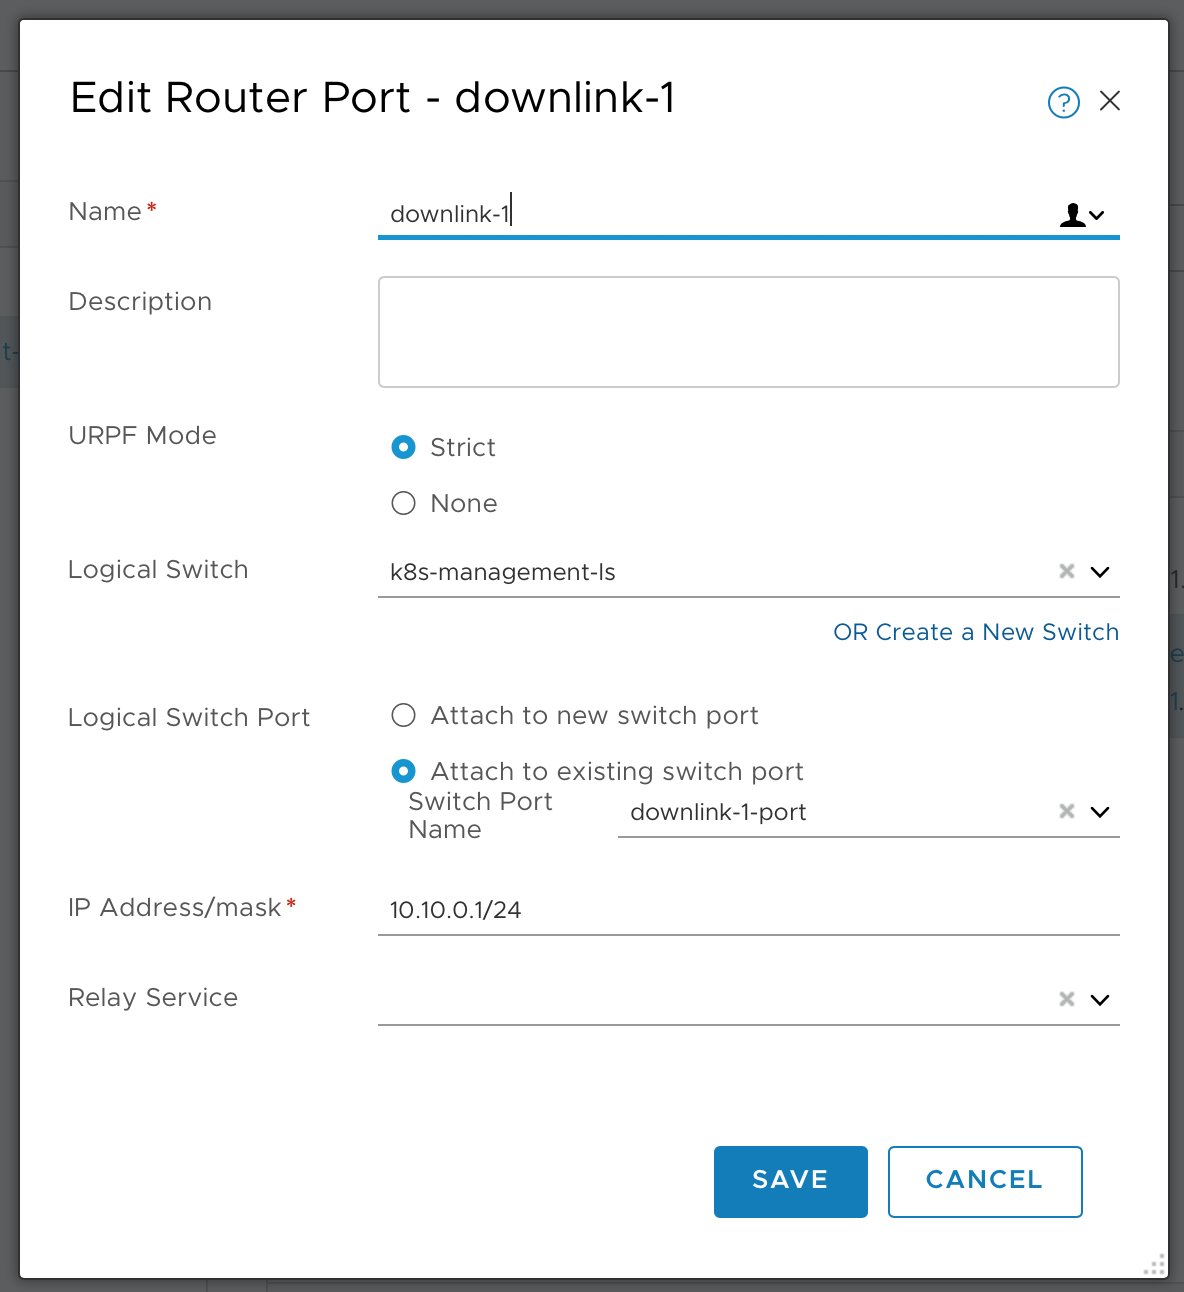 Edit Router Port - downlink-1
?
Name*
downlink-1
Description
URPF Mode
Strict
None
Logical Switch
k8s-management-ls
OR Create a New Switch
Logical Switch Port
Attach to new switch port
Attach to existing switch port
Switch Port
Name
downlink-1-port
IP Address/mask*
10.10.0.1/24
Relay Service
SAVE
CANCEL